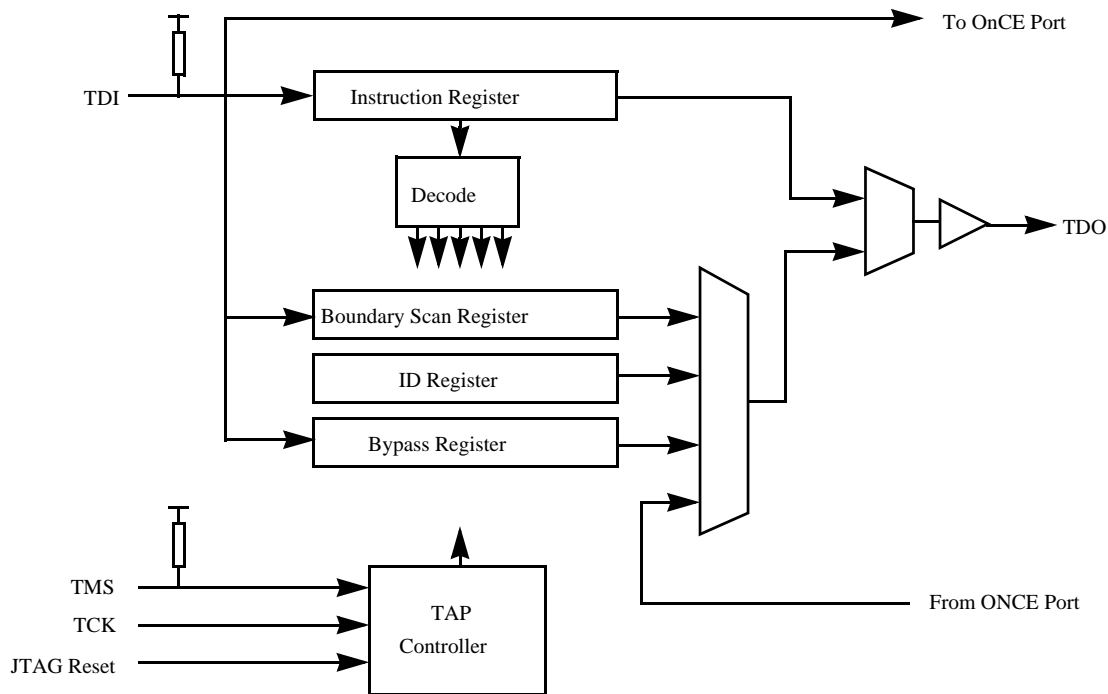 To OnCE Port
TDI
Instruction Register
Decode
TDO
Boundary Scan Register
ID Register
Bypass Register
TMS
TCK
JTAG Reset
TAP
Controller
From ONCE Port